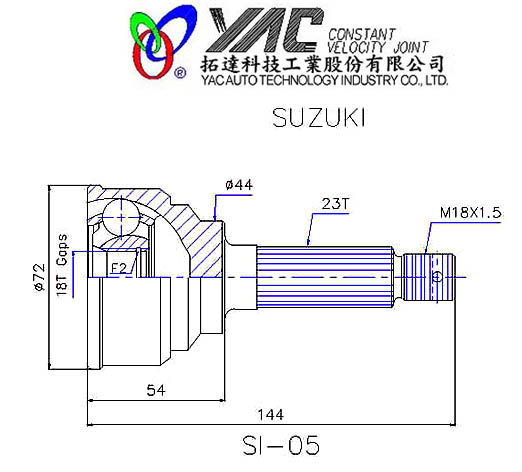 YAC CONSTANT
VELOCITY JOINT
®
拓達科技工業股份有限公司
YAC AUTO TECHNOLOGY INDUSTRY CO., LTD.
SUZUKI
ø44
23T
M18X1.5
ø72
18T Gaps
F2
54
144
SI-05